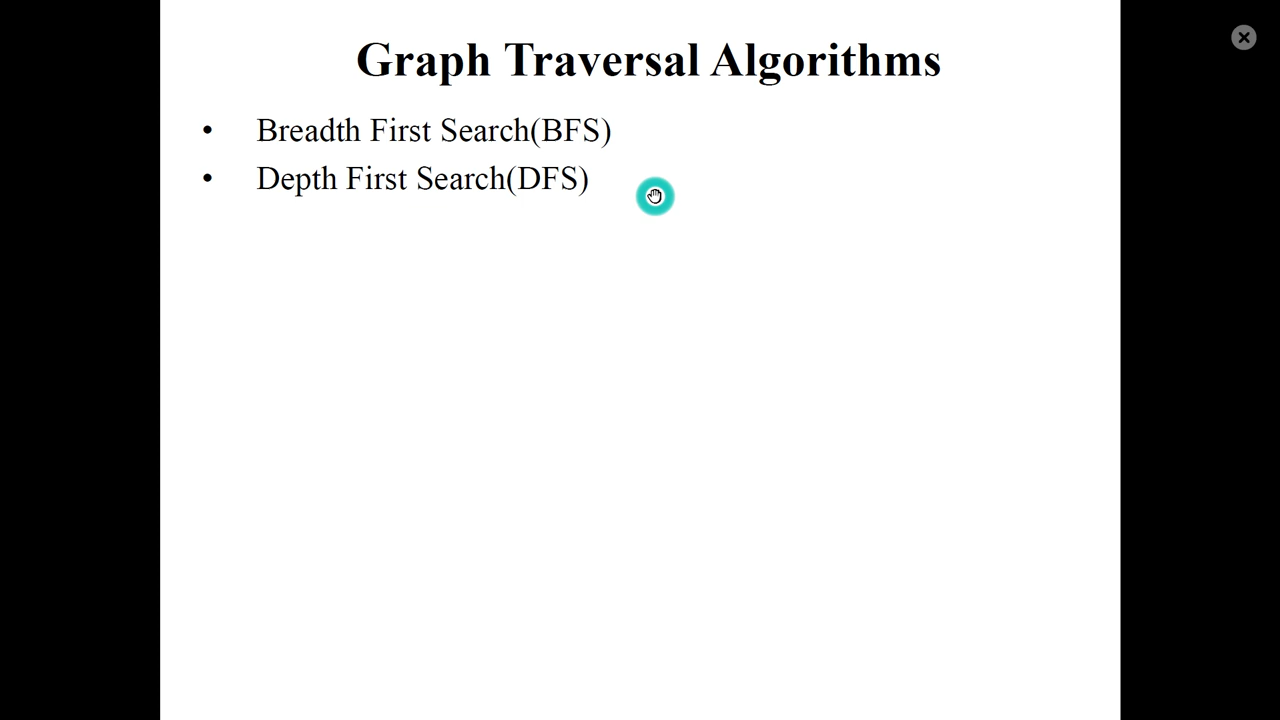 Graph Traversal Algorithms
• Breadth First Search(BFS)
• Depth First Search(DFS)